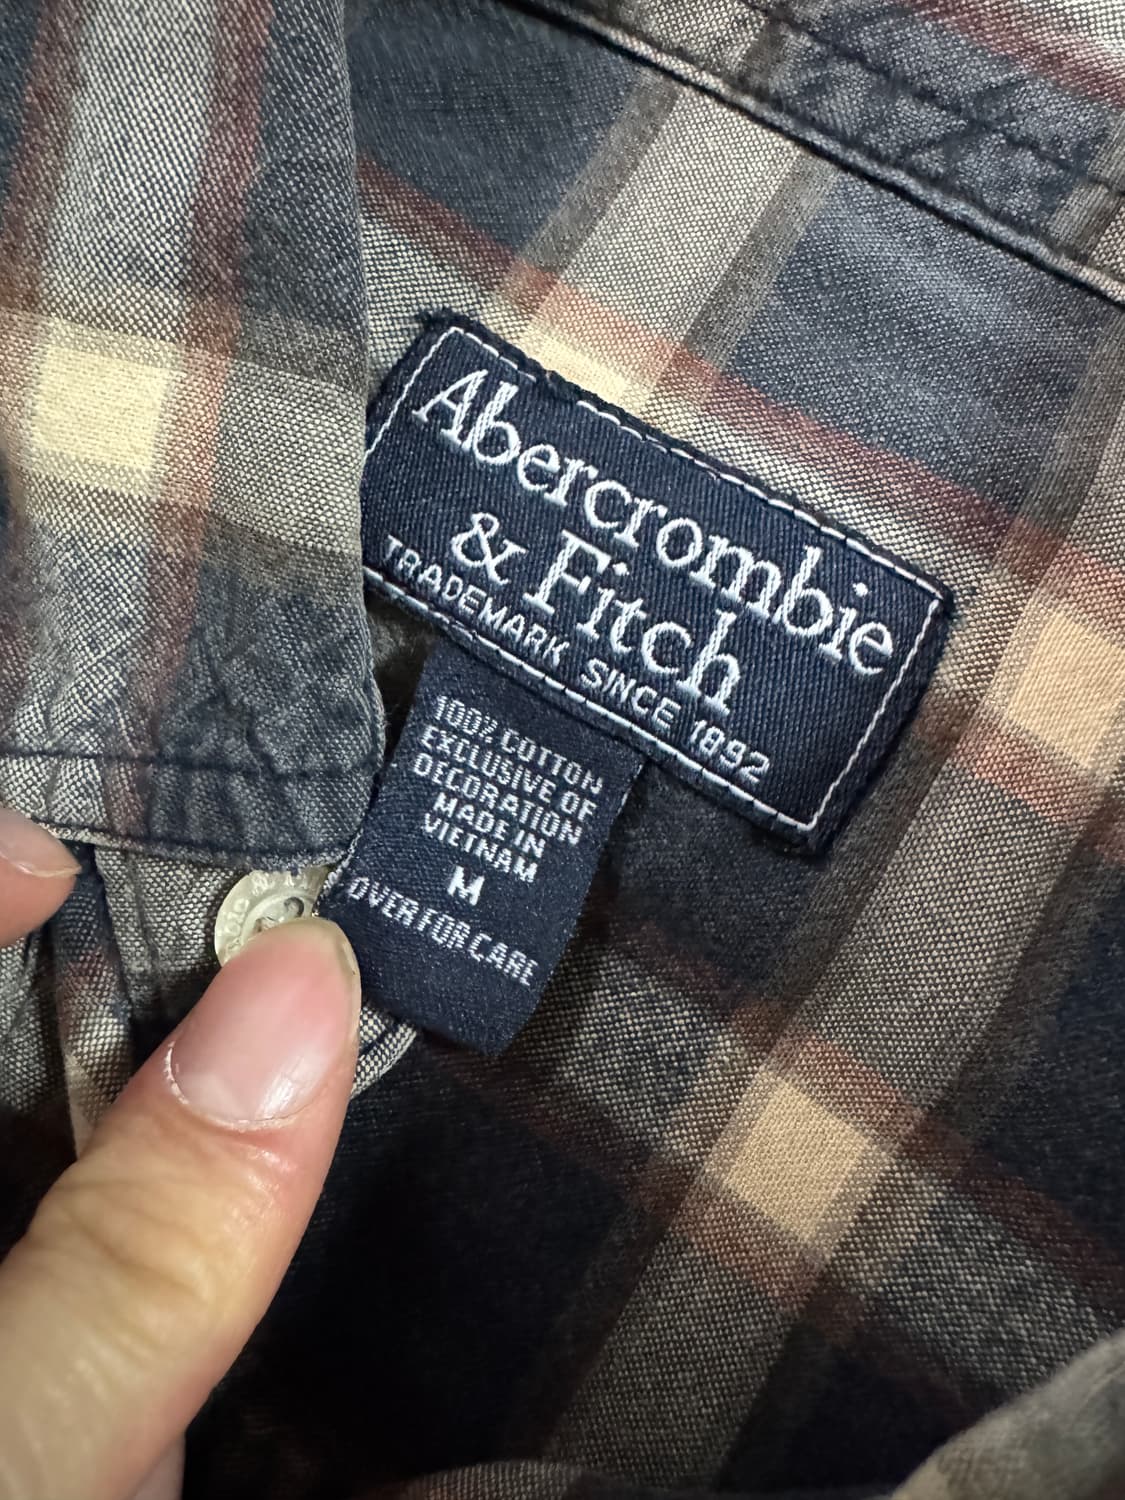 Abercrombie
& Fitch
TRADEMARK SINCE 1892
100% COTTON
EXCLUSIVE OF
DECORATION
MADE IN
VIETNAM
M
OVER FOR CARE